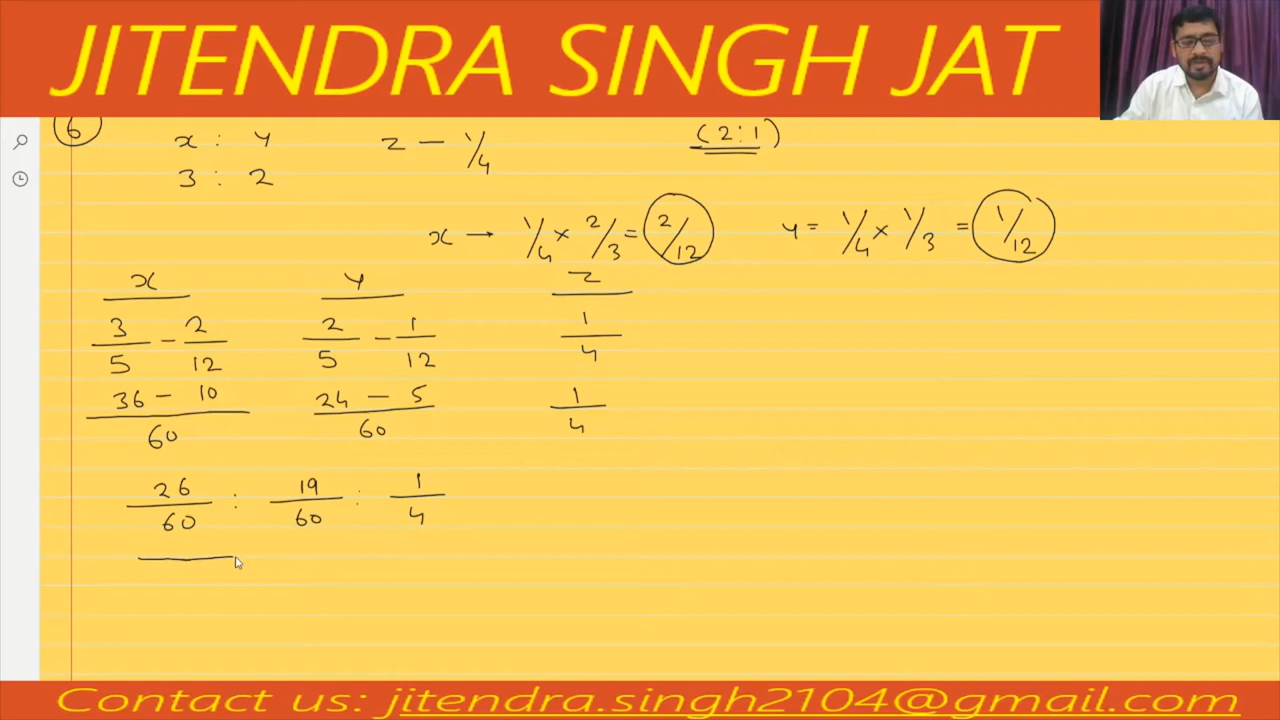 JITENDRA SINGH JAT
6
x : y z — 1/4 (2:1)
3 : 2
x → 1/4 × 2/3 = 2/12 y = 1/4 × 1/3 = 1/12
x y z
3/5 − 2/12 2/5 − 1/12 1/4
36 − 10/60 24 − 5/60 1/4
26/60 : 19/60 : 1/4
Contact us: jitendra.singh2104@gmail.com